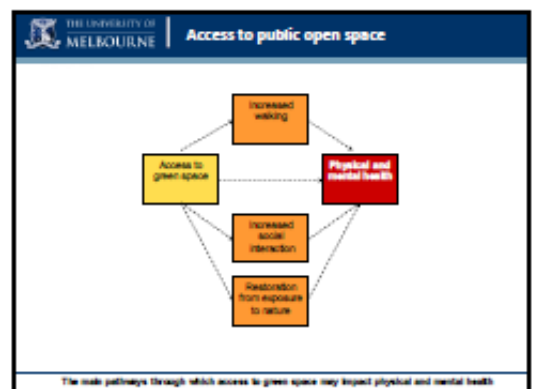 THE UNIVERSITY OF
MELBOURNE
Access to public open space
Increased
walking
Access to
green space
Physical and
mental health
Increased
social
interaction
Restoration
from exposure
to nature
The main pathways through which access to green space may impact physical and mental health